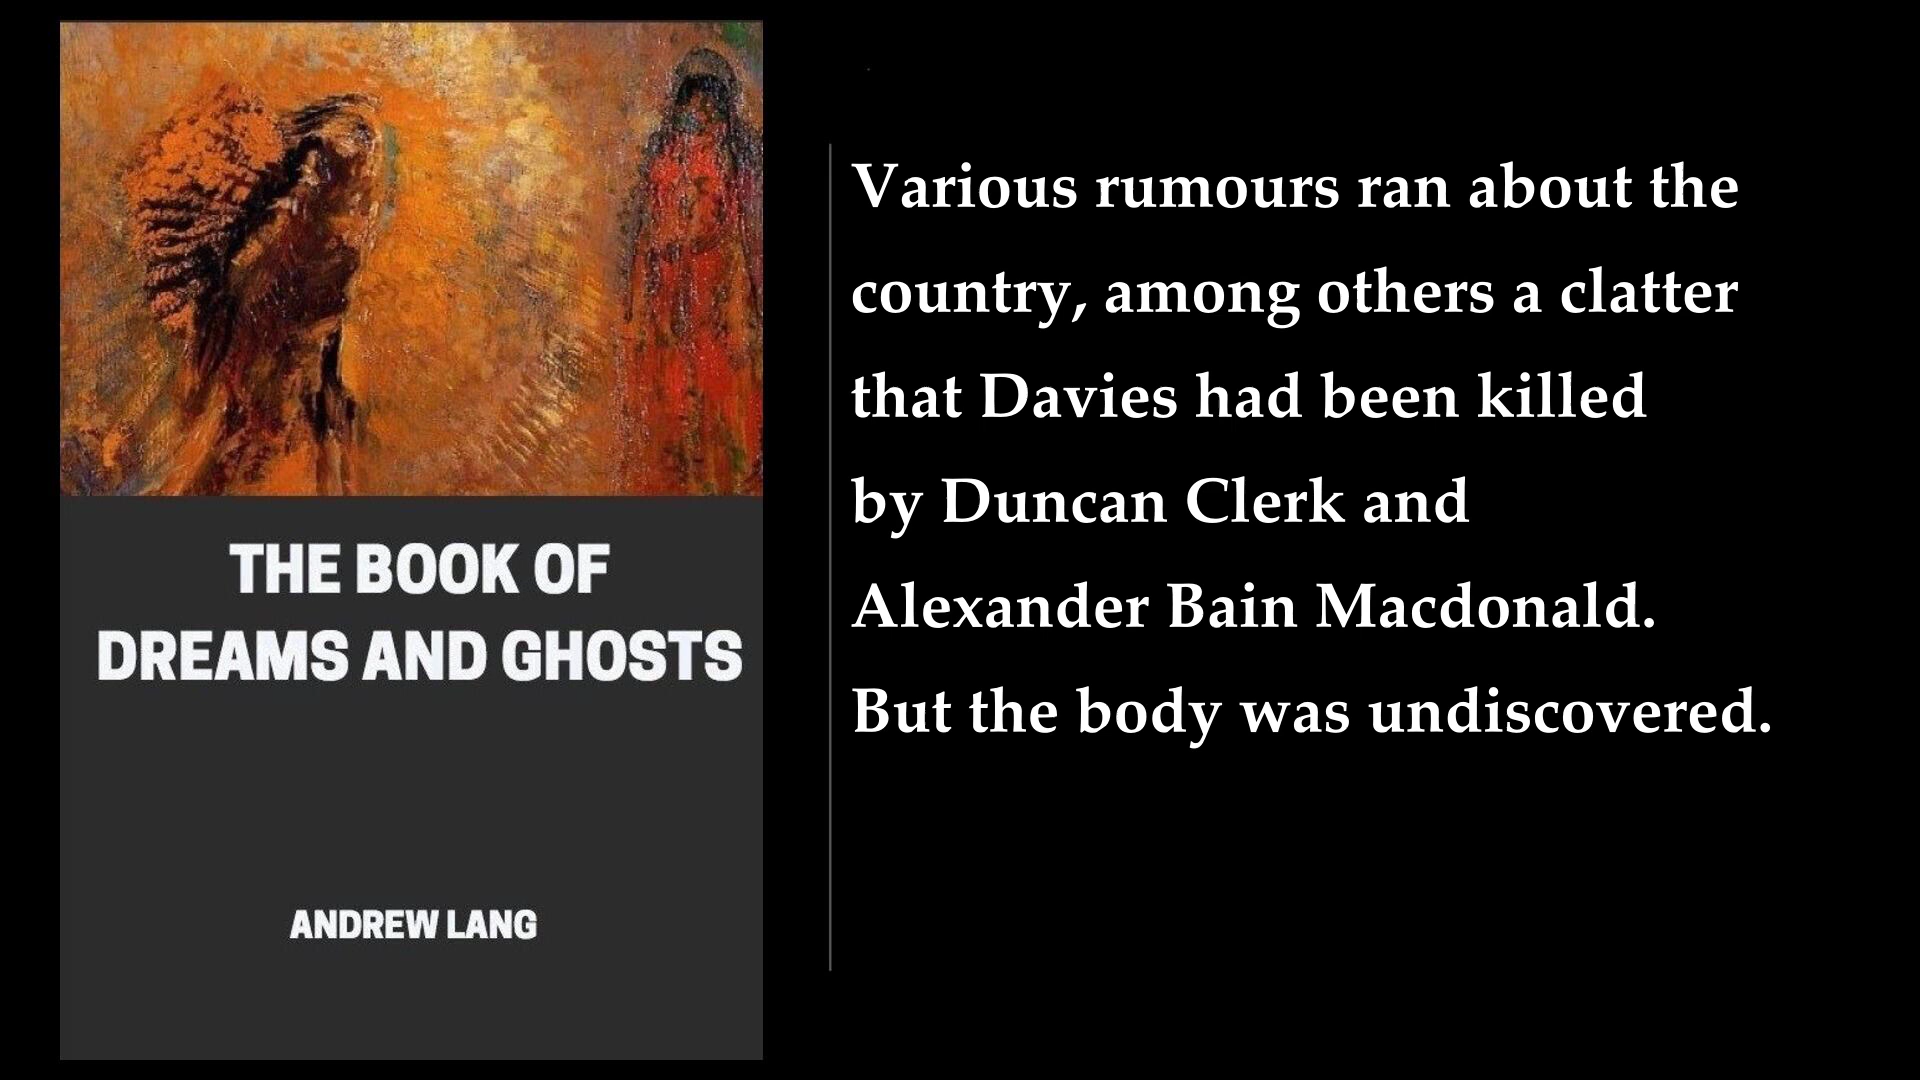 THE BOOK OF
DREAMS AND GHOSTS
ANDREW LANG
Various rumours ran about the
country, among others a clatter
that Davies had been killed
by Duncan Clerk and
Alexander Bain Macdonald.
But the body was undiscovered.